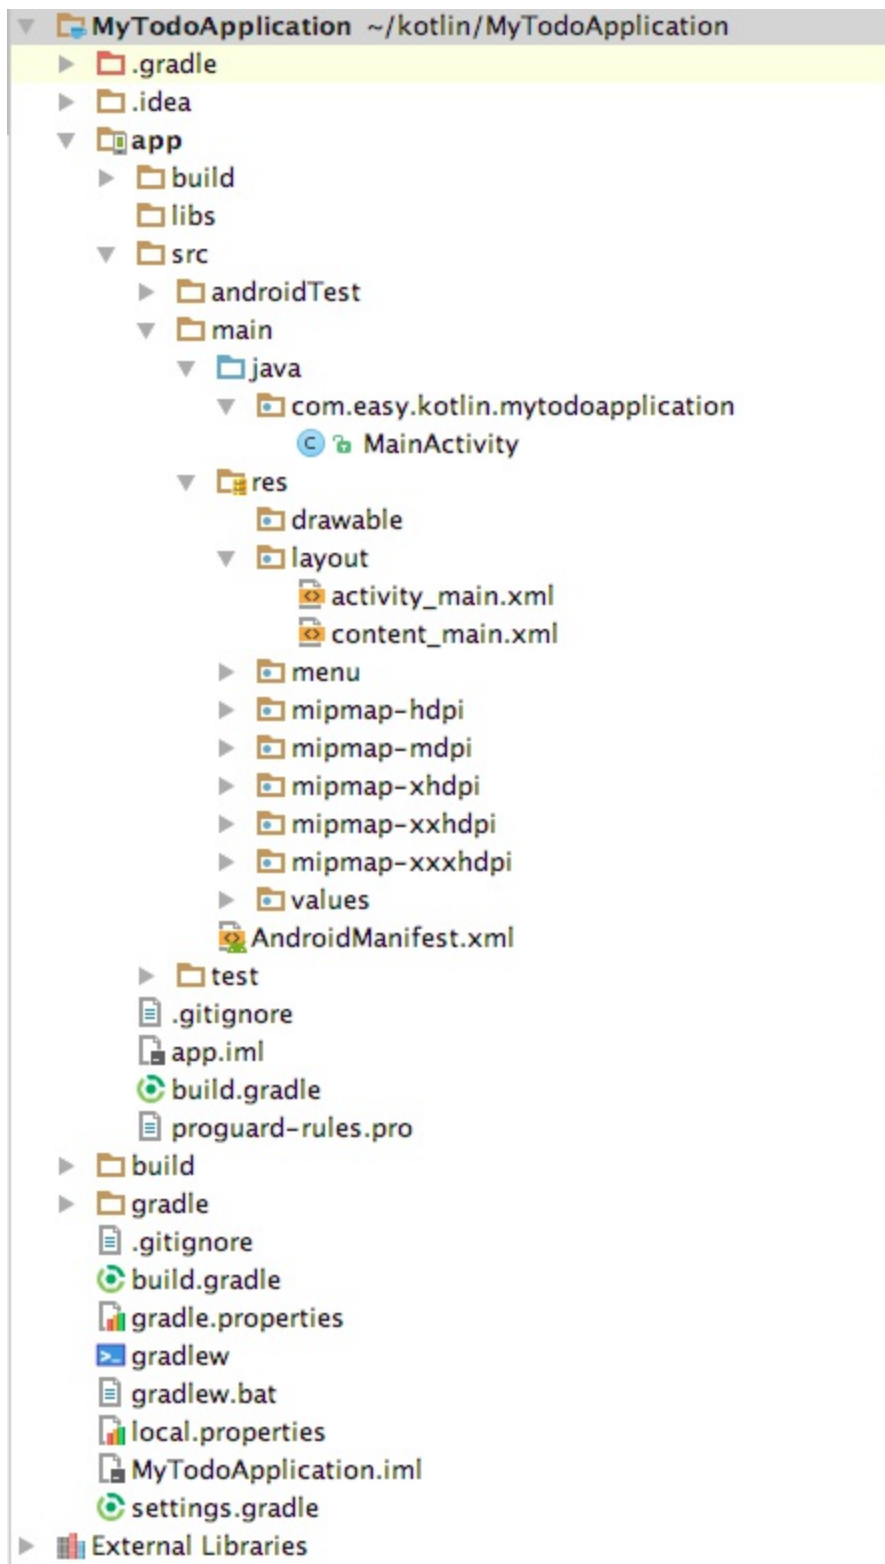 MyTodoApplication ~/kotlin/MyTodoApplication
.gradle
.idea
app
build
libs
src
androidTest
main
java
com.easy.kotlin.mytodoapplication
MainActivity
res
drawable
layout
activity_main.xml
content_main.xml
menu
mipmap-hdpi
mipmap-mdpi
mipmap-xhdpi
mipmap-xxhdpi
mipmap-xxxhdpi
values
AndroidManifest.xml
test
.gitignore
app.iml
build.gradle
proguard-rules.pro
build
gradle
.gitignore
build.gradle
gradle.properties
gradlew
gradlew.bat
local.properties
MyTodoApplication.iml
settings.gradle
External Libraries